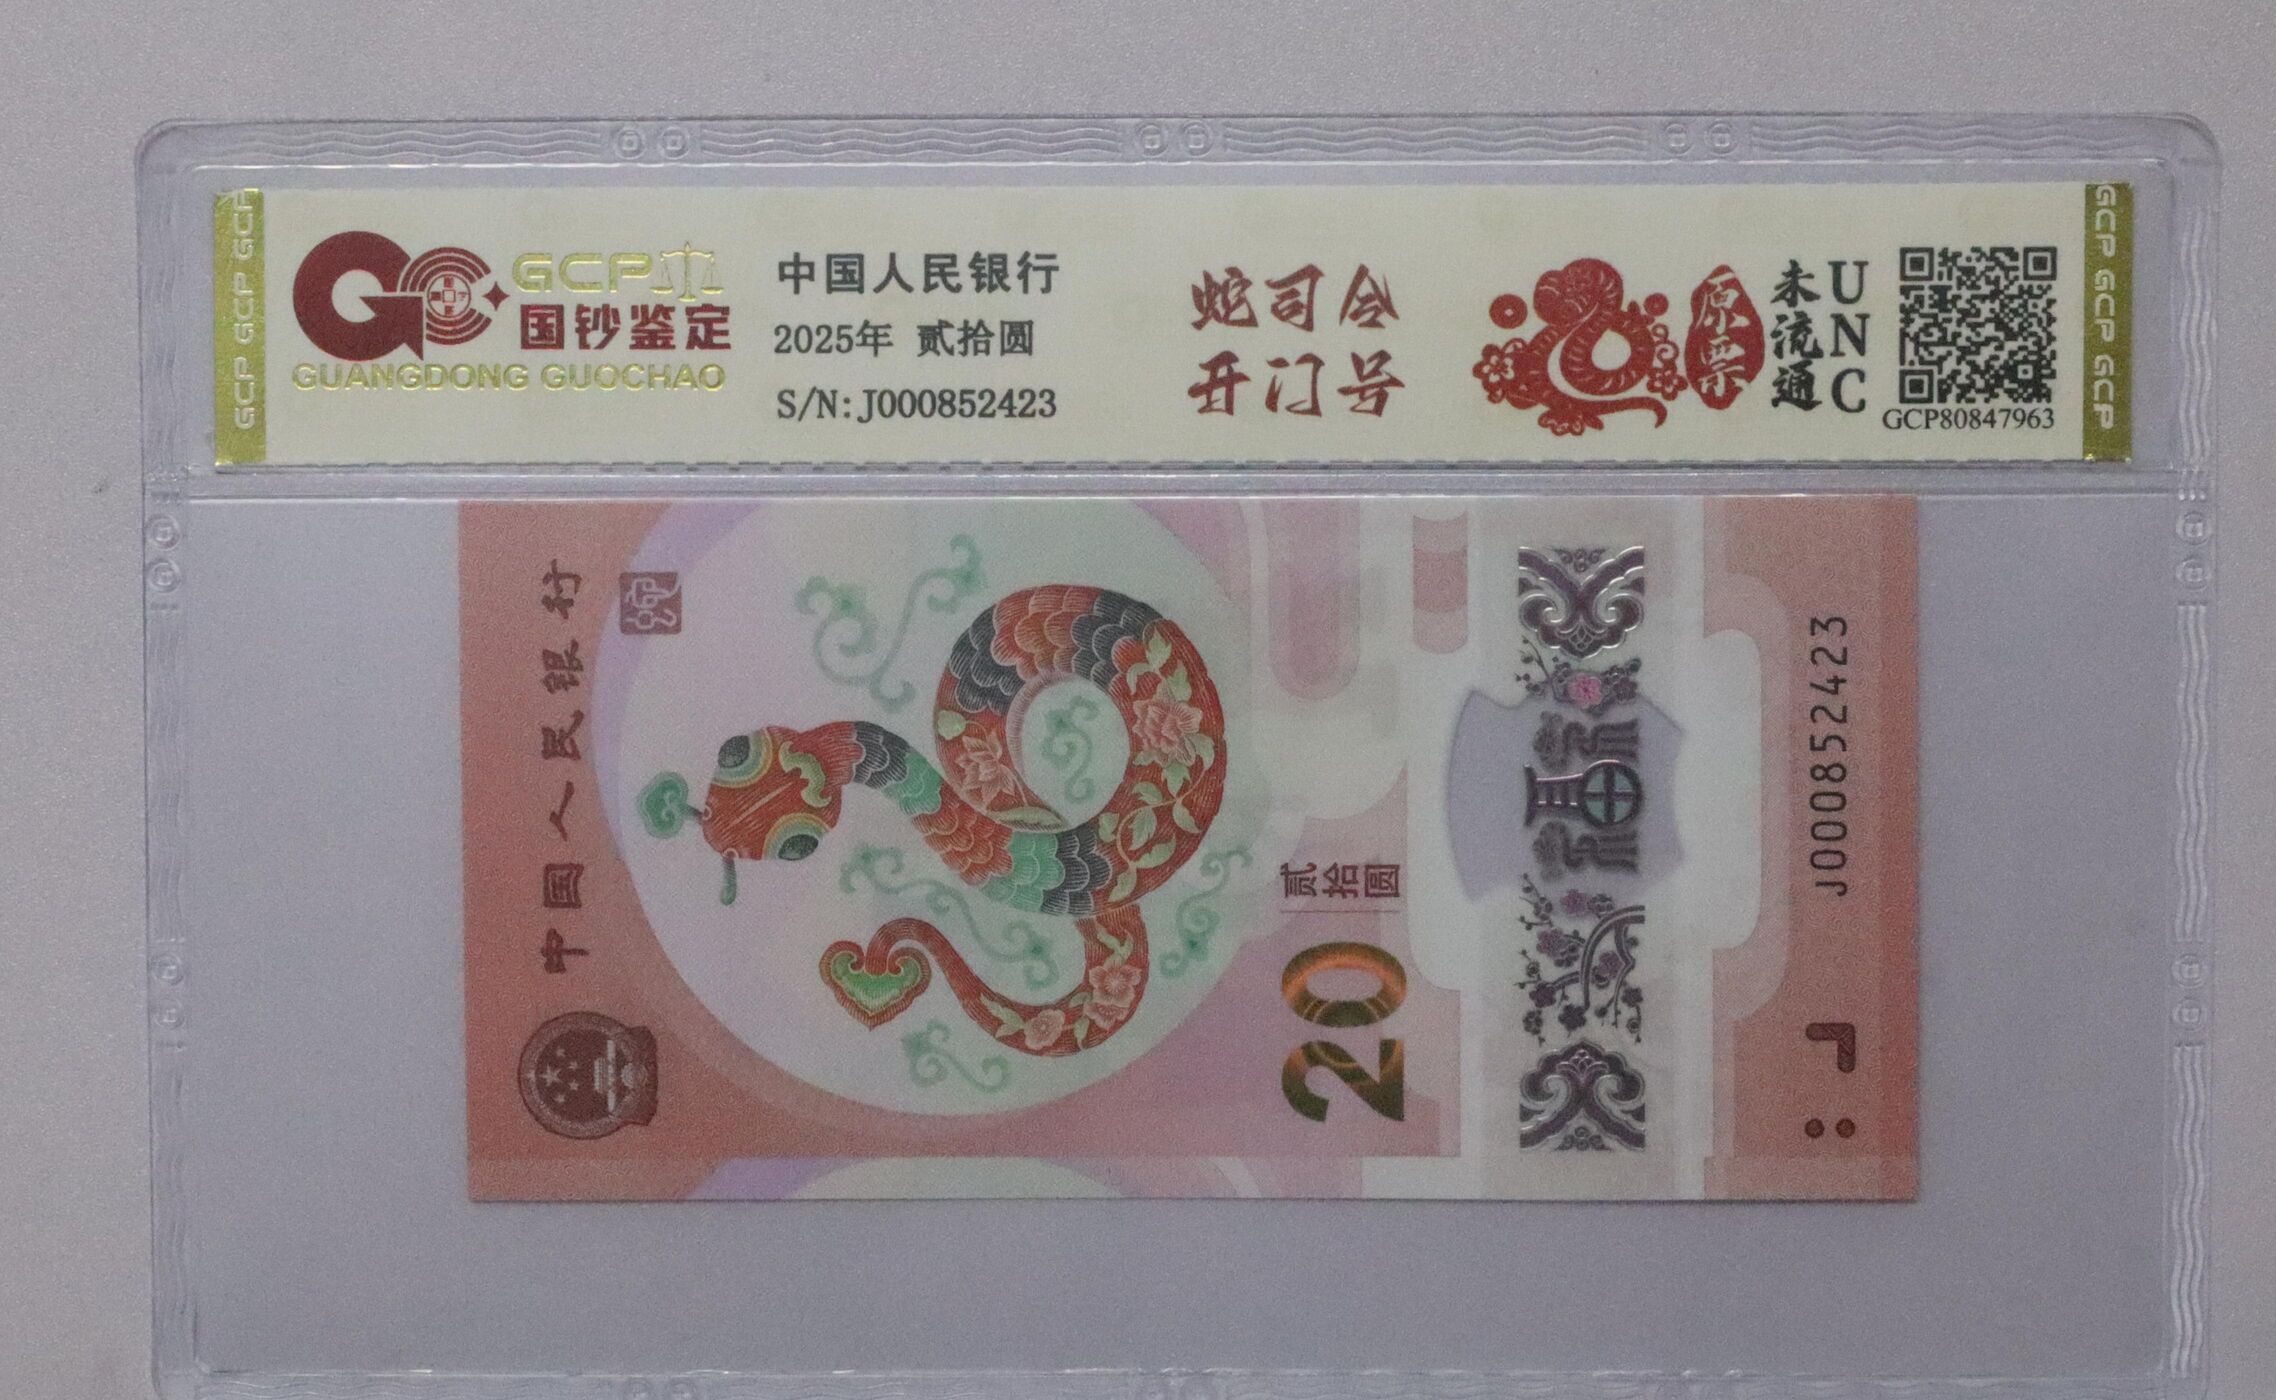 GCP
国钞鉴定
GUANGDONG GUOCHAO
中国人民银行
2025年 贰拾圆
S/N:J000852423
蛇司令
开门号
原票
未流通
UNC
GCP80847963
GCP GCP GCP
GCP GCP GCP
中国人民银行
贰拾圆
20
福
J000852423